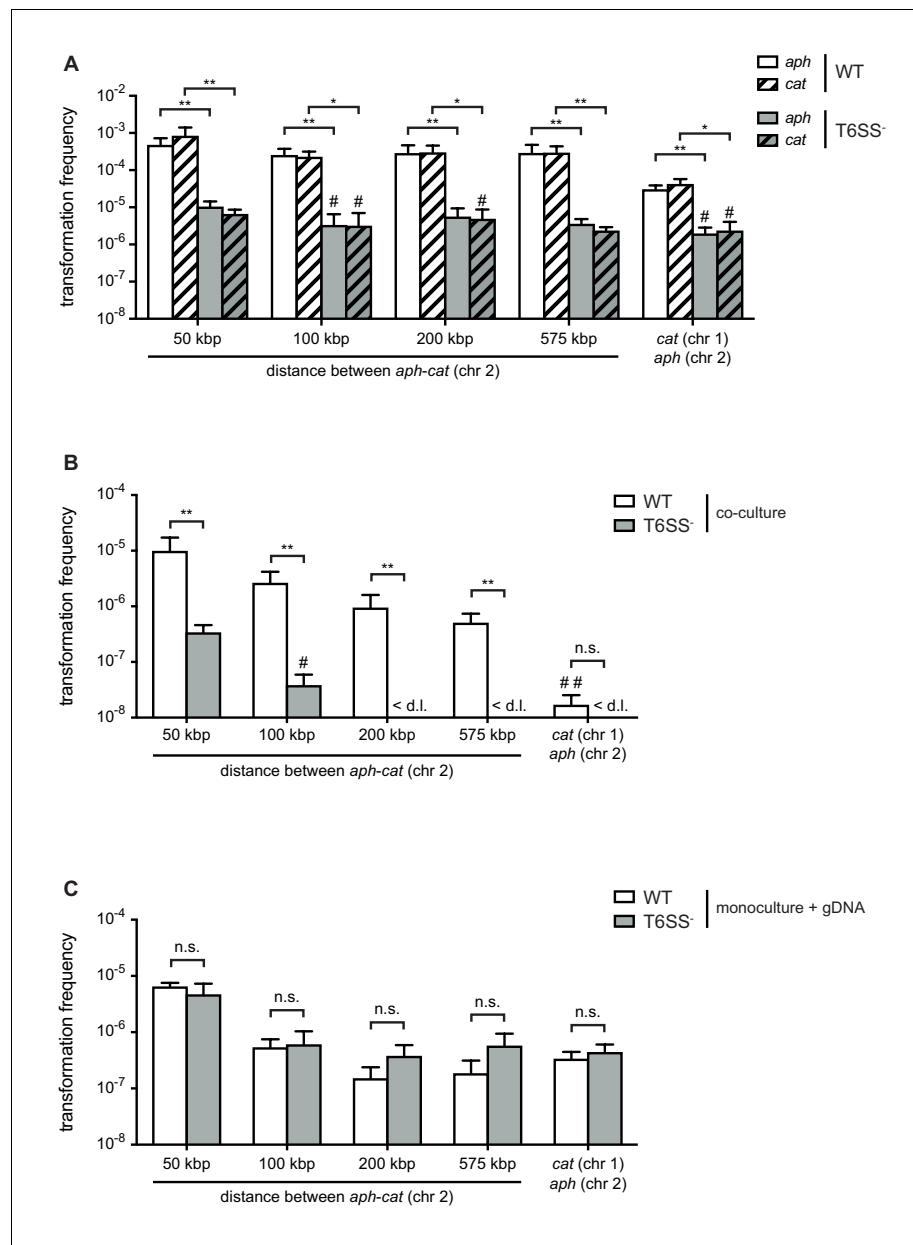 A
aph
cat
WT
aph
cat
T6SS-
transformation frequency
10-2
10-3
10-4
10-5
10-6
10-7
10-8
** **
** * # #
** * #
** **
** * # #
50 kbp 100 kbp 200 kbp 575 kbp cat (chr 1)
aph (chr 2)
distance between aph-cat (chr 2)
B
WT
T6SS-
co-culture
transformation frequency
10-4
10-5
10-6
10-7
10-8
**
** #
** < d.l.
** < d.l.
n.s. ## < d.l.
50 kbp 100 kbp 200 kbp 575 kbp cat (chr 1)
aph (chr 2)
distance between aph-cat (chr 2)
C
WT
T6SS-
monoculture + gDNA
transformation frequency
10-4
10-5
10-6
10-7
10-8
n.s. n.s. n.s. n.s. n.s.
50 kbp 100 kbp 200 kbp 575 kbp cat (chr 1)
aph (chr 2)
distance between aph-cat (chr 2)